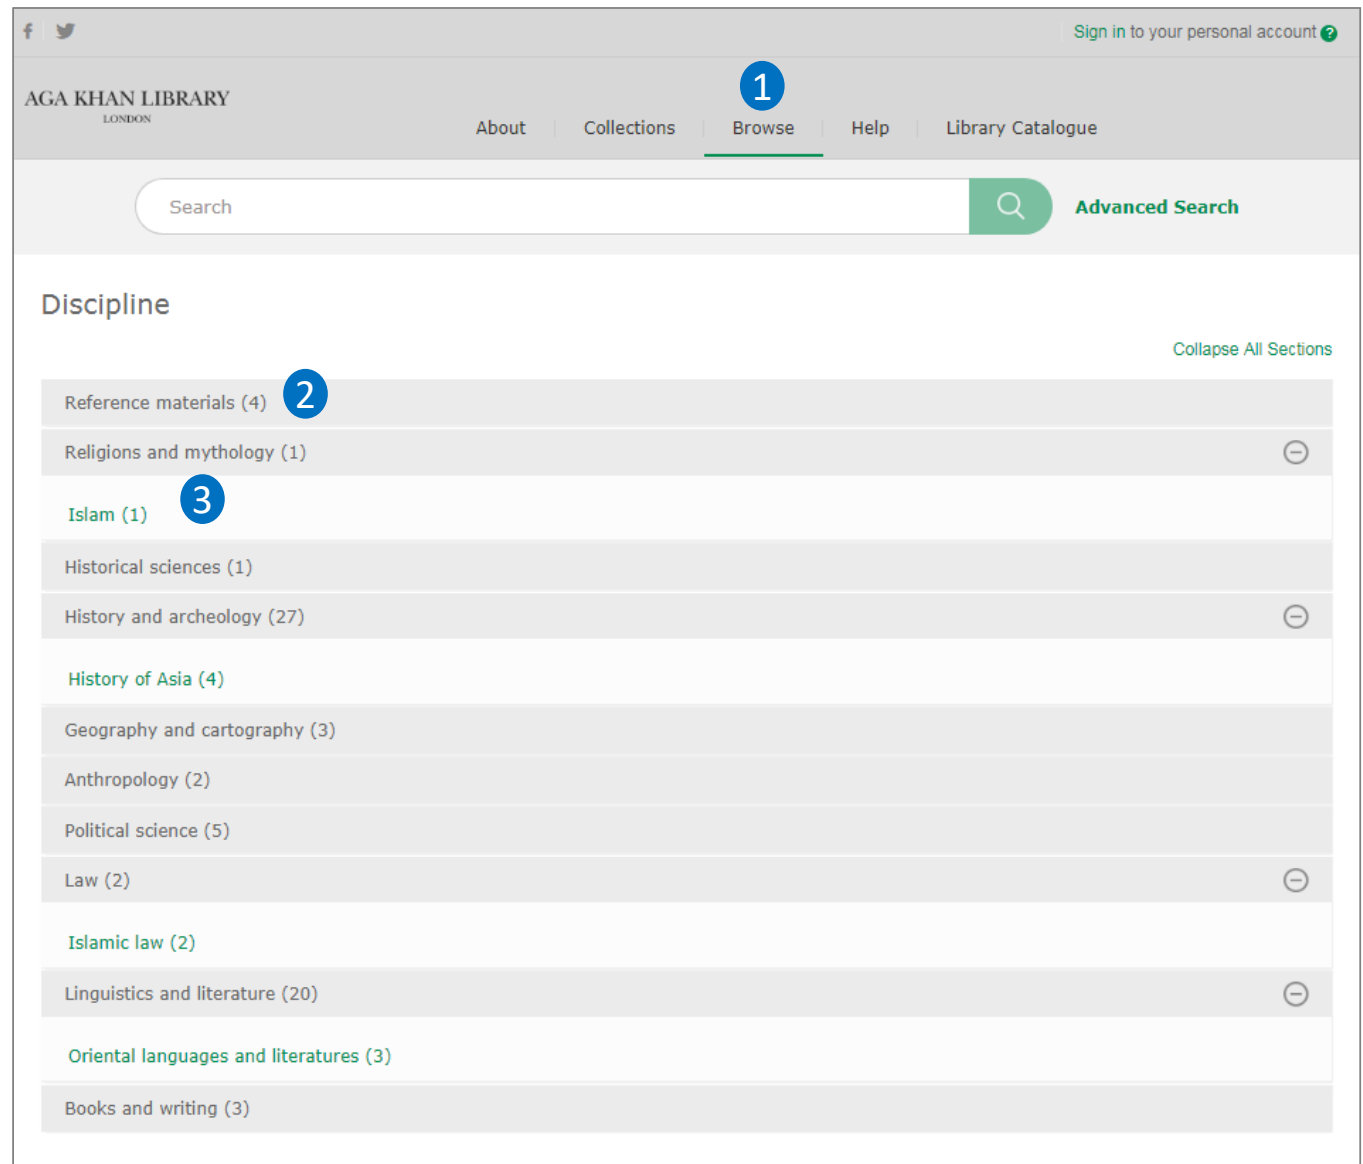 f
Sign in to your personal account ?
AGA KHAN LIBRARY
LONDON
1
About Collections Browse Help Library Catalogue
Search Advanced Search
Discipline
Collapse All Sections
Reference materials (4) 2
Religions and mythology (1)
Islam (1) 3
Historical sciences (1)
History and archeology (27)
History of Asia (4)
Geography and cartography (3)
Anthropology (2)
Political science (5)
Law (2)
Islamic law (2)
Linguistics and literature (20)
Oriental languages and literatures (3)
Books and writing (3)